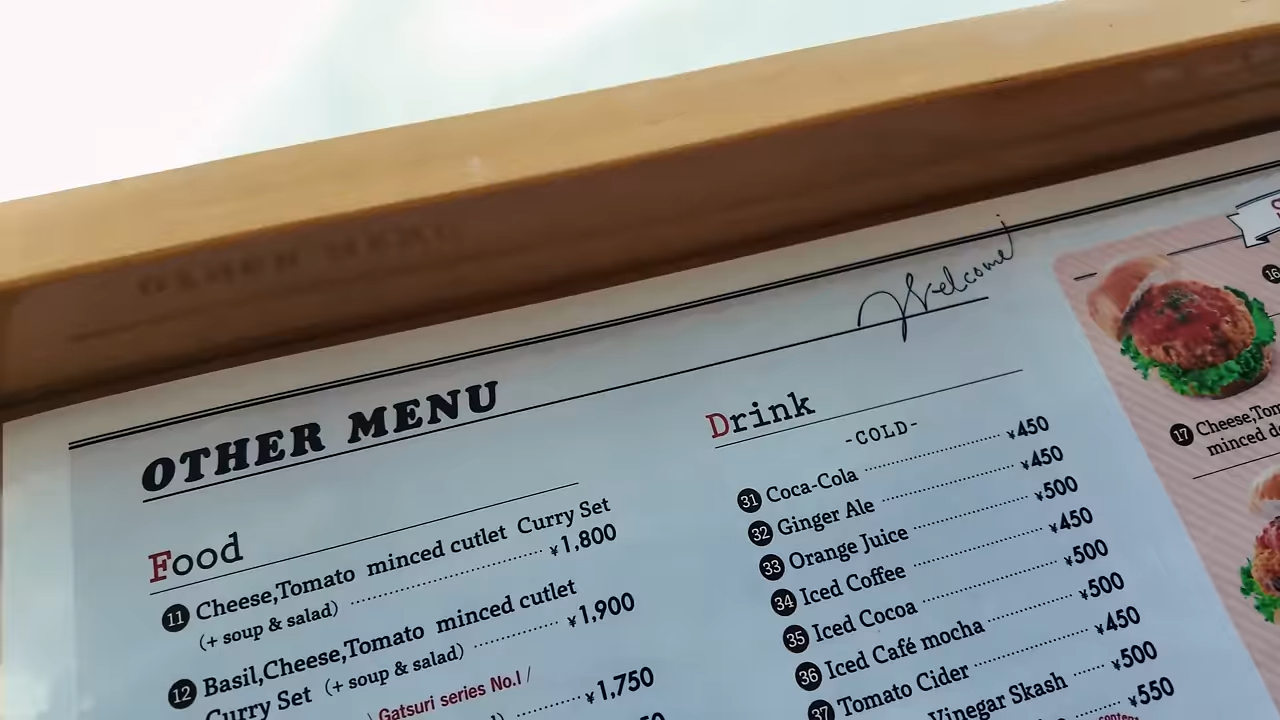 Welcome!
OTHER MENU
Food
11 Cheese,Tomato minced cutlet Curry Set
(+ soup & salad) ¥1,800
12 Basil,Cheese,Tomato minced cutlet
Curry Set (+ soup & salad) ¥1,900
\ Gatsuri series No.1 /
¥1,750
Drink
-COLD-
31 Coca-Cola ¥450
32 Ginger Ale ¥450
33 Orange Juice ¥500
34 Iced Coffee ¥450
35 Iced Cocoa ¥500
36 Iced Café mocha ¥500
37 Tomato Cider ¥450
Vinegar Skash ¥500
¥550
16
17 Cheese,Tom
minced